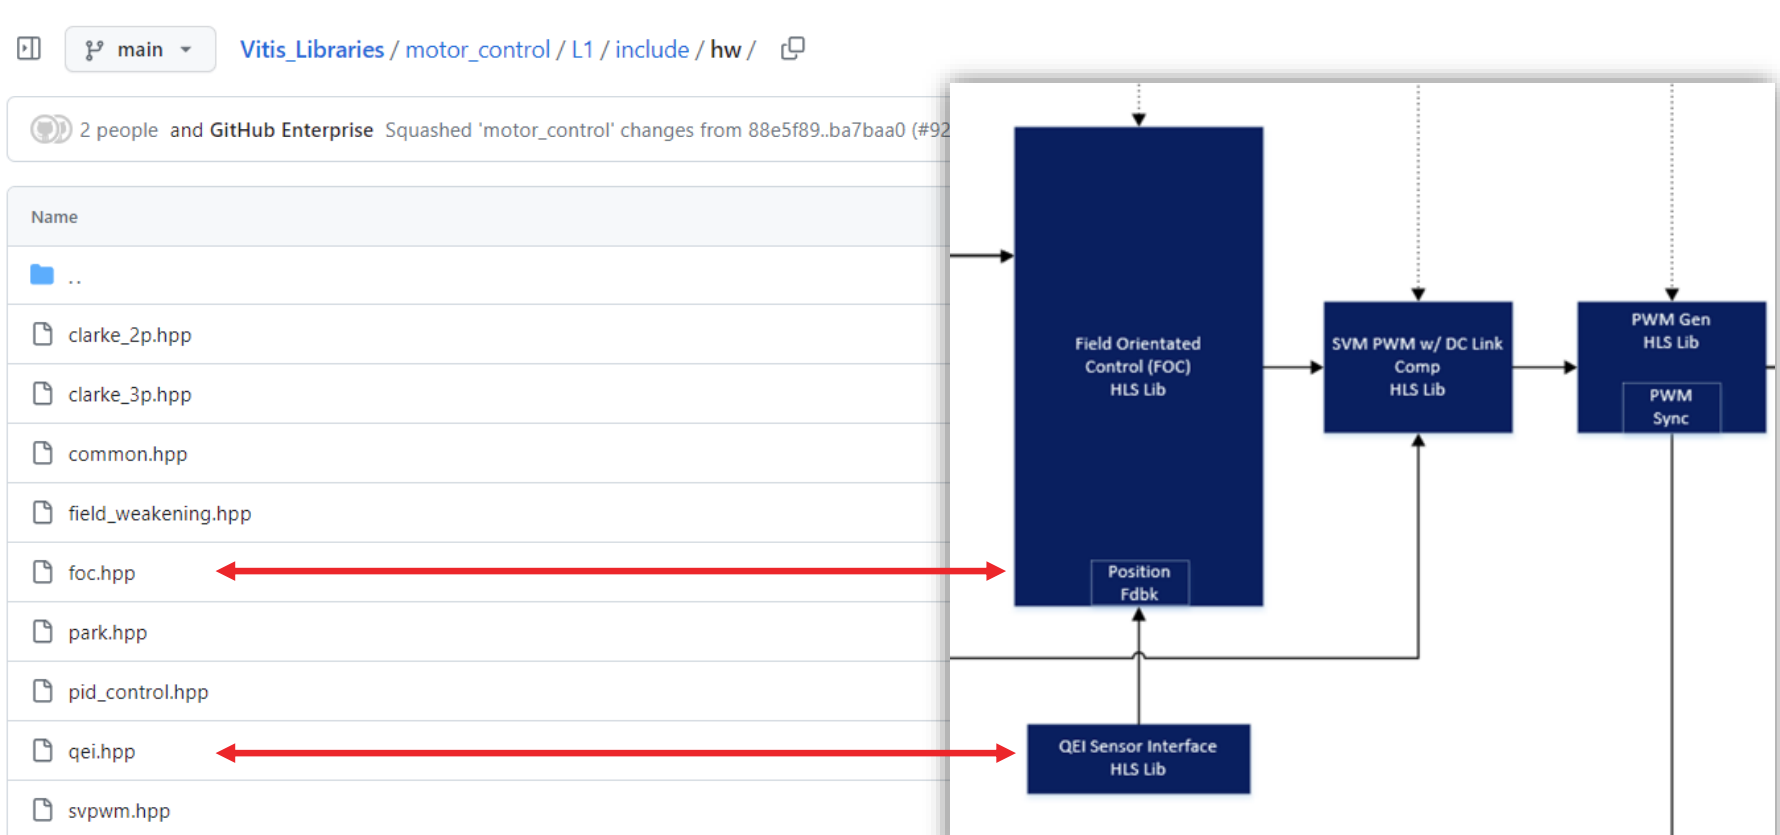 main
Vitis_Libraries / motor_control / L1 / include / hw /
2 people and GitHub Enterprise Squashed 'motor_control' changes from 88e5f89..ba7baa0 (#92
Name
..
clarke_2p.hpp
clarke_3p.hpp
common.hpp
field_weakening.hpp
foc.hpp
park.hpp
pid_control.hpp
qei.hpp
svpwm.hpp
Field Orientated
Control (FOC)
HLS Lib
Position
Fdbk
SVM PWM w/ DC Link
Comp
HLS Lib
PWM Gen
HLS Lib
PWM
Sync
QEI Sensor Interface
HLS Lib